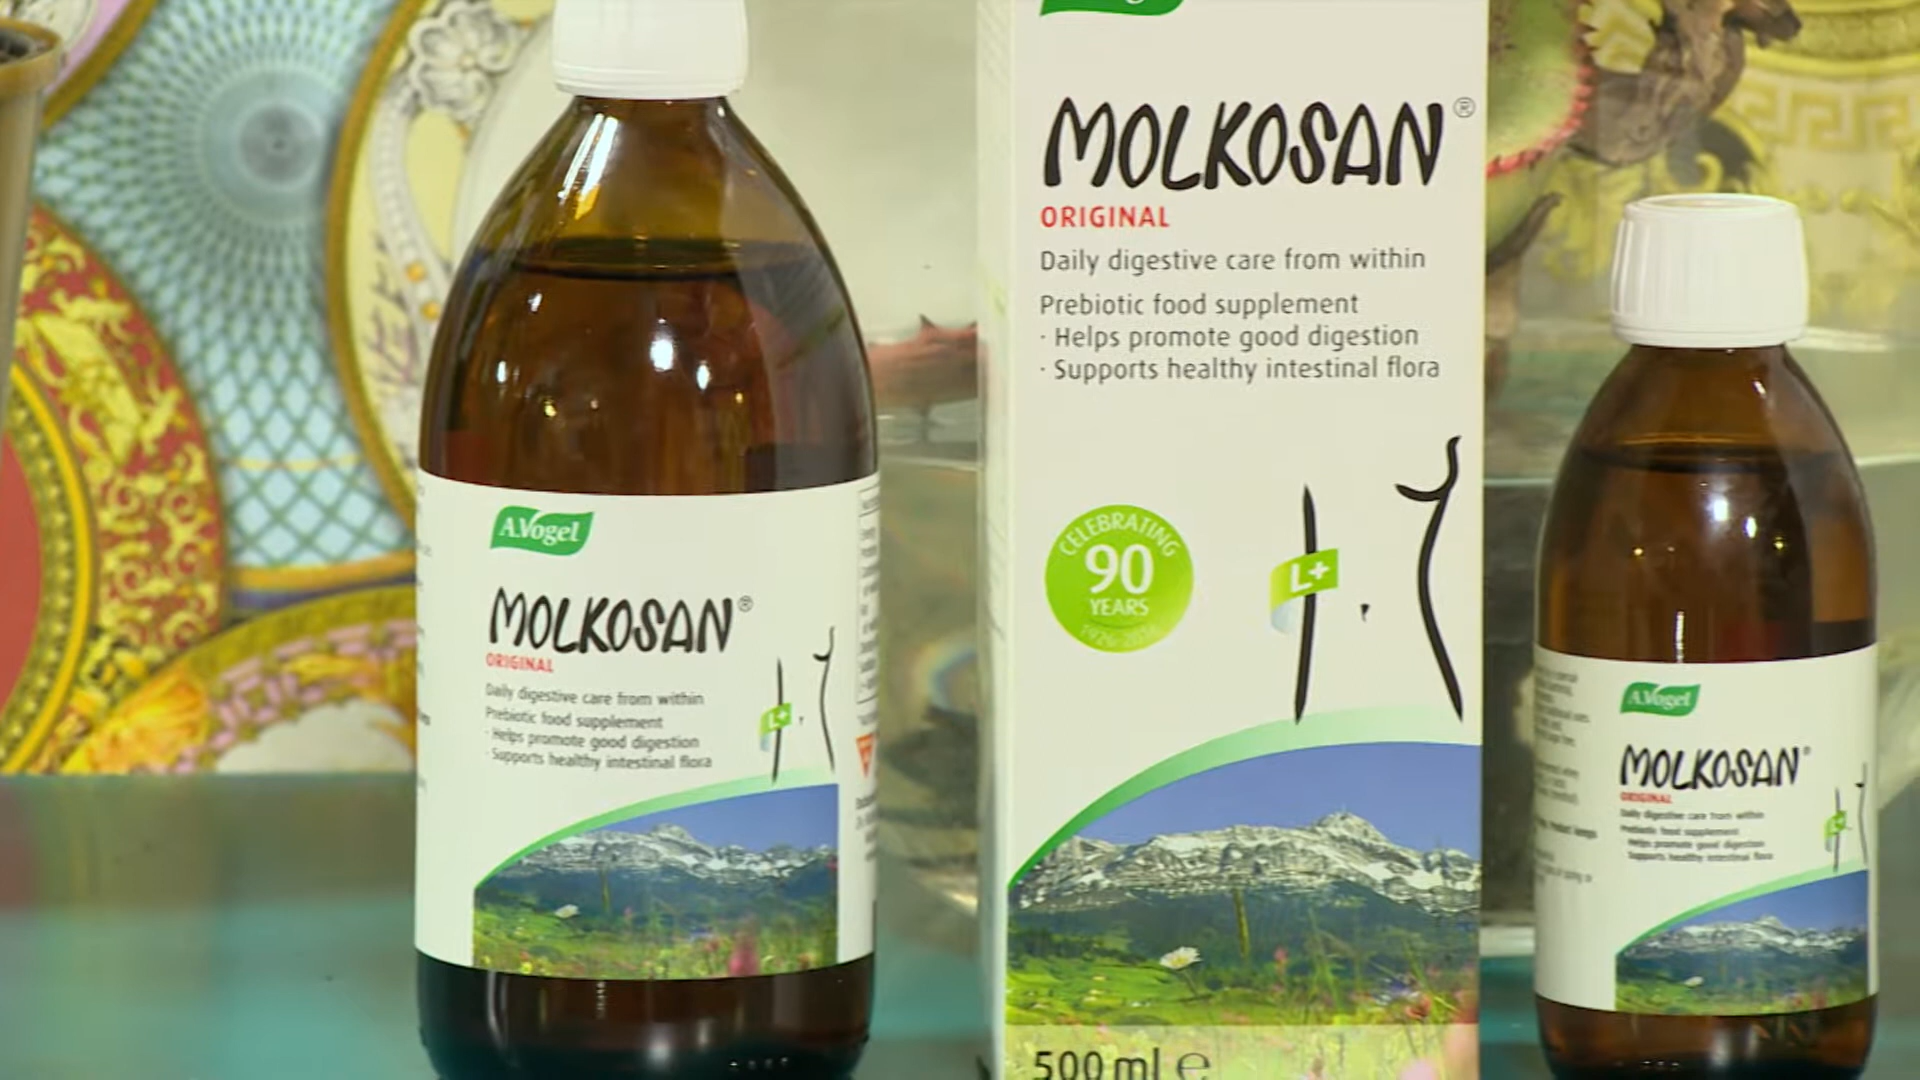 A.Vogel
MOLKOSAN®
ORIGINAL
Daily digestive care from within
Prebiotic food supplement
· Helps promote good digestion
· Supports healthy intestinal flora
L+
MOLKOSAN®
ORIGINAL
Daily digestive care from within
Prebiotic food supplement
· Helps promote good digestion
· Supports healthy intestinal flora
CELEBRATING
90
YEARS
L+
500 ml ℮
A.Vogel
MOLKOSAN®
ORIGINAL
Daily digestive care from within
Prebiotic food supplement
Helps promote good digestion
Supports healthy intestinal flora